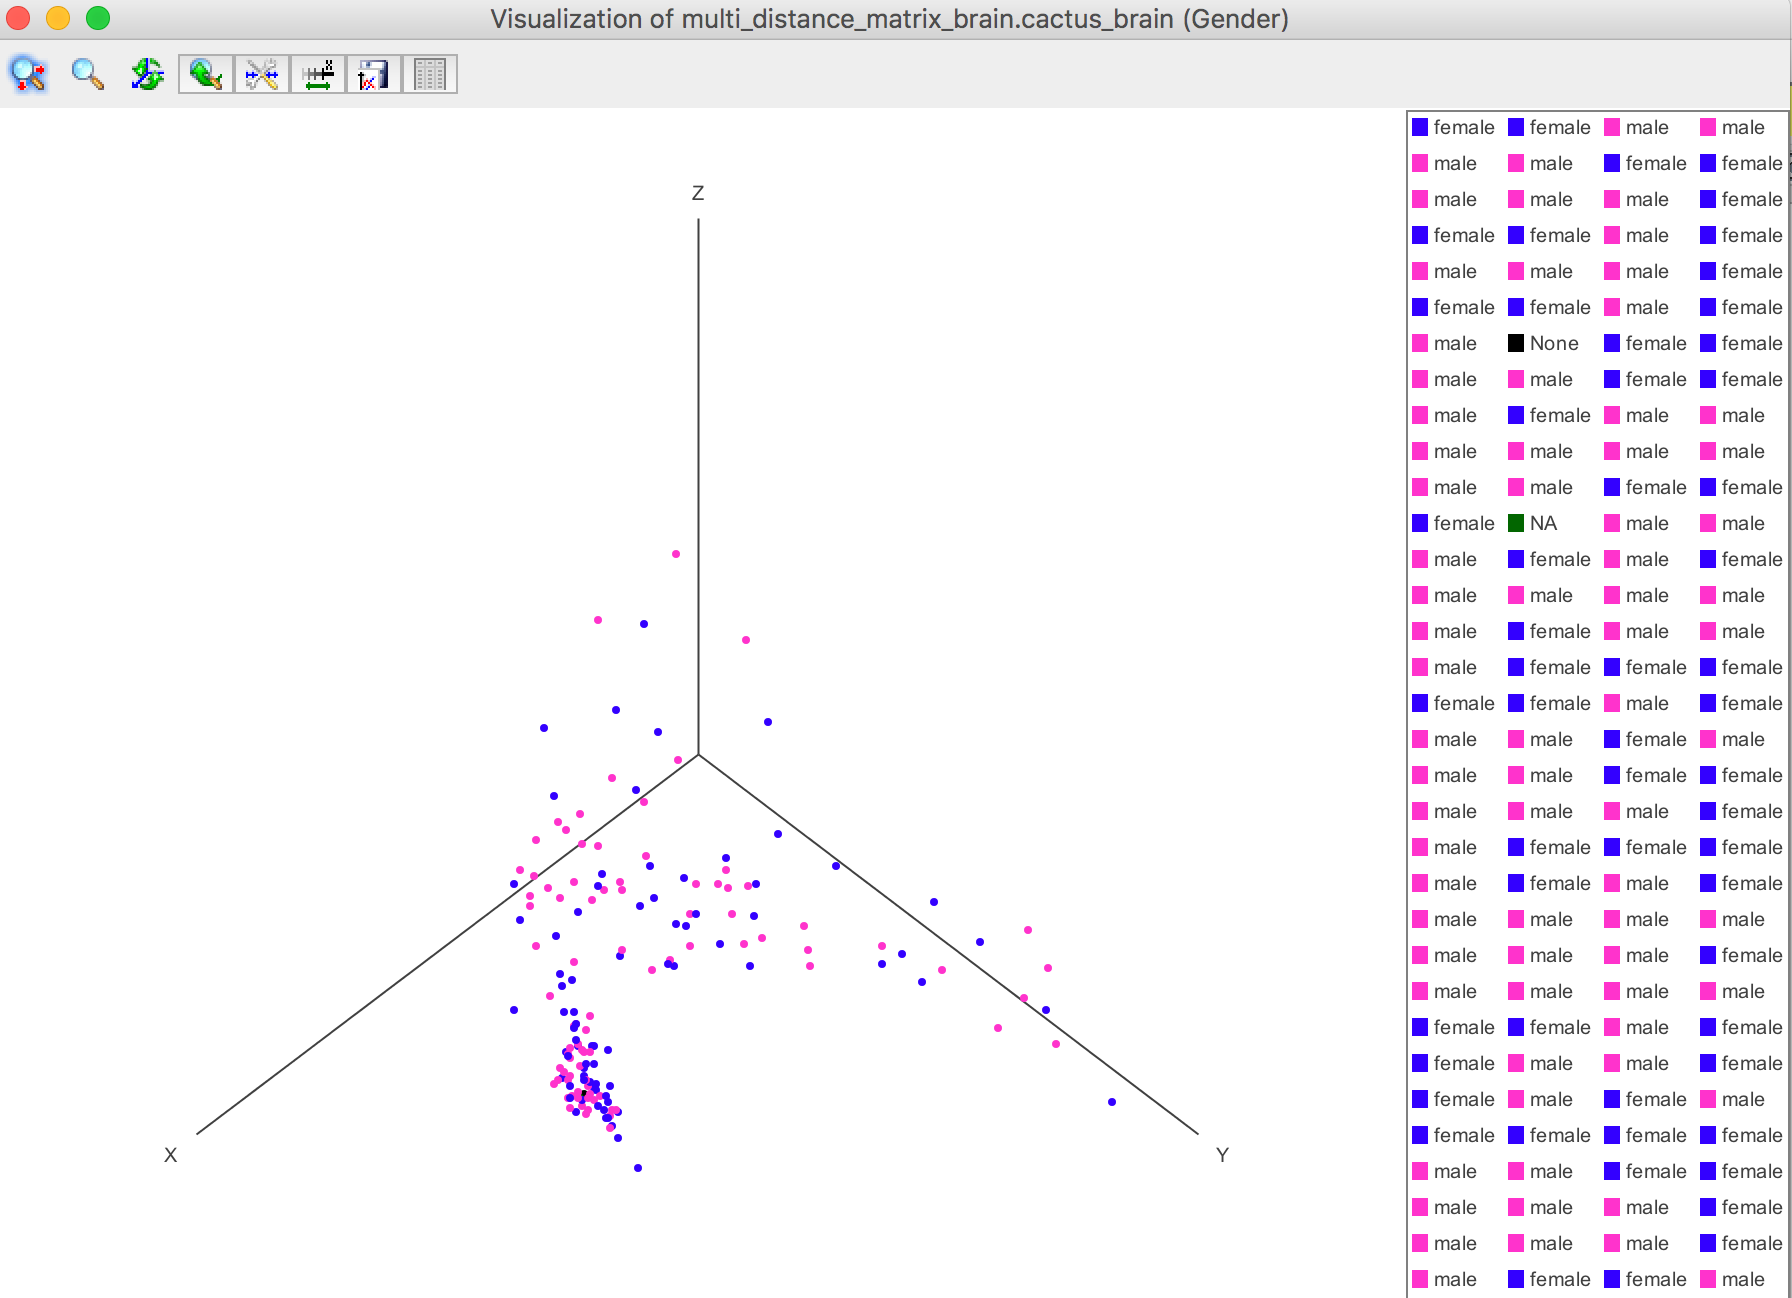 Visualization of multi_distance_matrix_brain.cactus_brain (Gender)
Z
X
Y
female female male male
male male female female
male male male female
female female male female
male male male female
female female male female
male None female female
male male female female
male female male male
male male male male
male male female female
female NA male male
male female male female
male male male male
male female male male
male female female female
female female male female
male male female male
male male female female
male male male female
male female female female
male female male female
male male male male
male male male female
male male male male
female female male female
female male male female
female male female male
female female female female
male male female female
male male male female
male male male female
male female female male